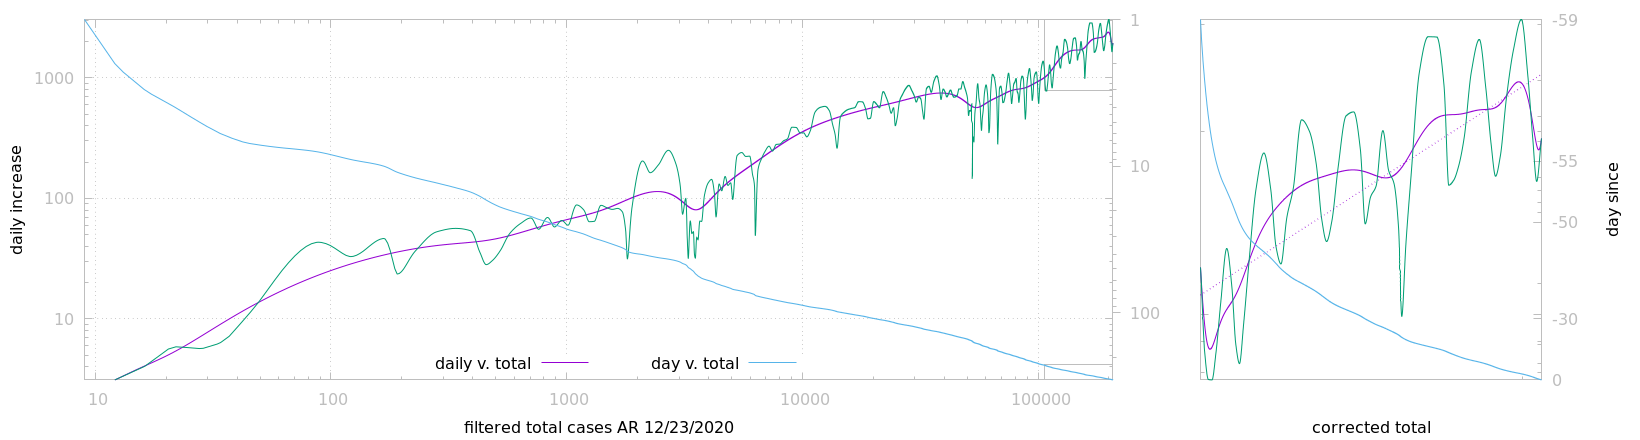 daily increase
1000
100
10
10
100
1000
10000
100000
1
10
100
daily v. total
day v. total
filtered total cases AR 12/23/2020
-59
-55
-50
-30
0
day since
corrected total